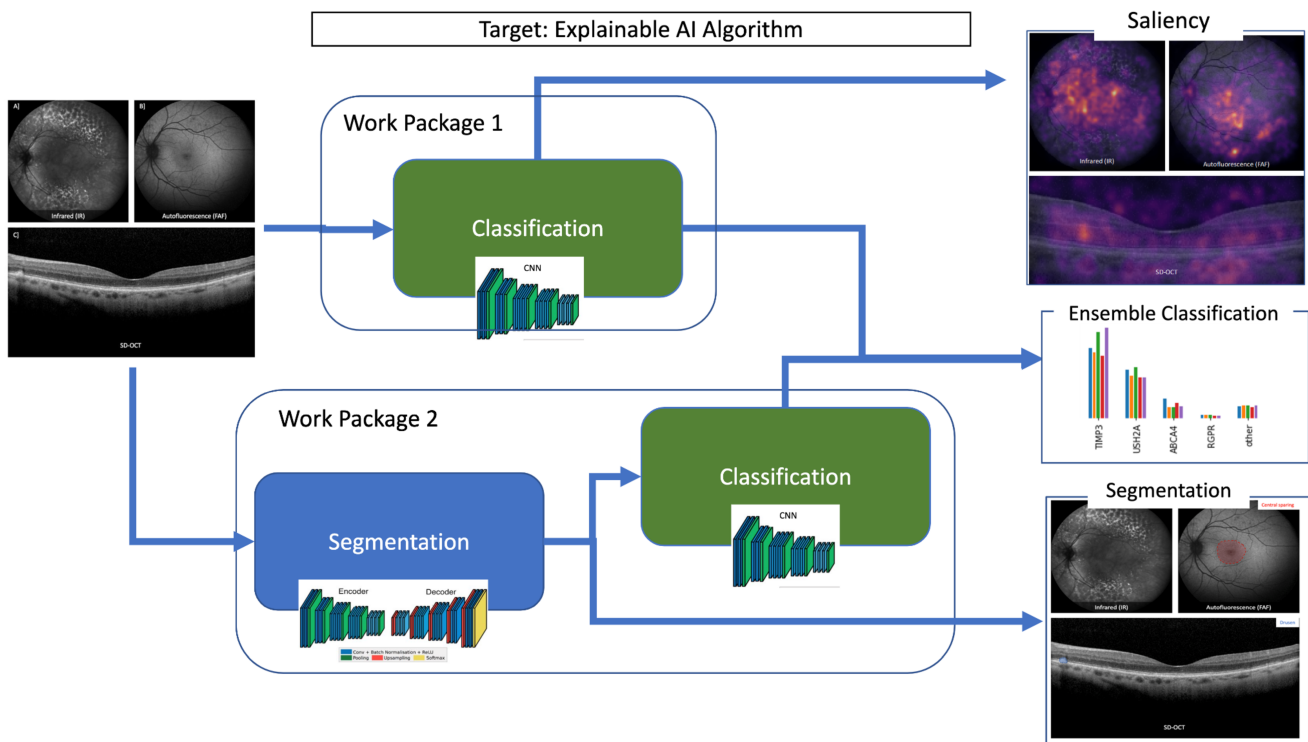 Target: Explainable AI Algorithm
Saliency
A]
B]
Infrared (IR)
Autofluorescence (FAF)
C]
SD-OCT
Work Package 1
Classification
CNN
Infrared (IR)
Autofluorescence (FAF)
SD-OCT
Ensemble Classification
TIMP3
USH2A
ABCA4
RGPR
other
Work Package 2
Segmentation
Encoder
Decoder
Conv + Batch Normalisation + ReLU
Pooling
Upsampling
Softmax
Classification
CNN
Segmentation
Central sparing
Infrared (IR)
Autofluorescence (FAF)
Drusen
SD-OCT